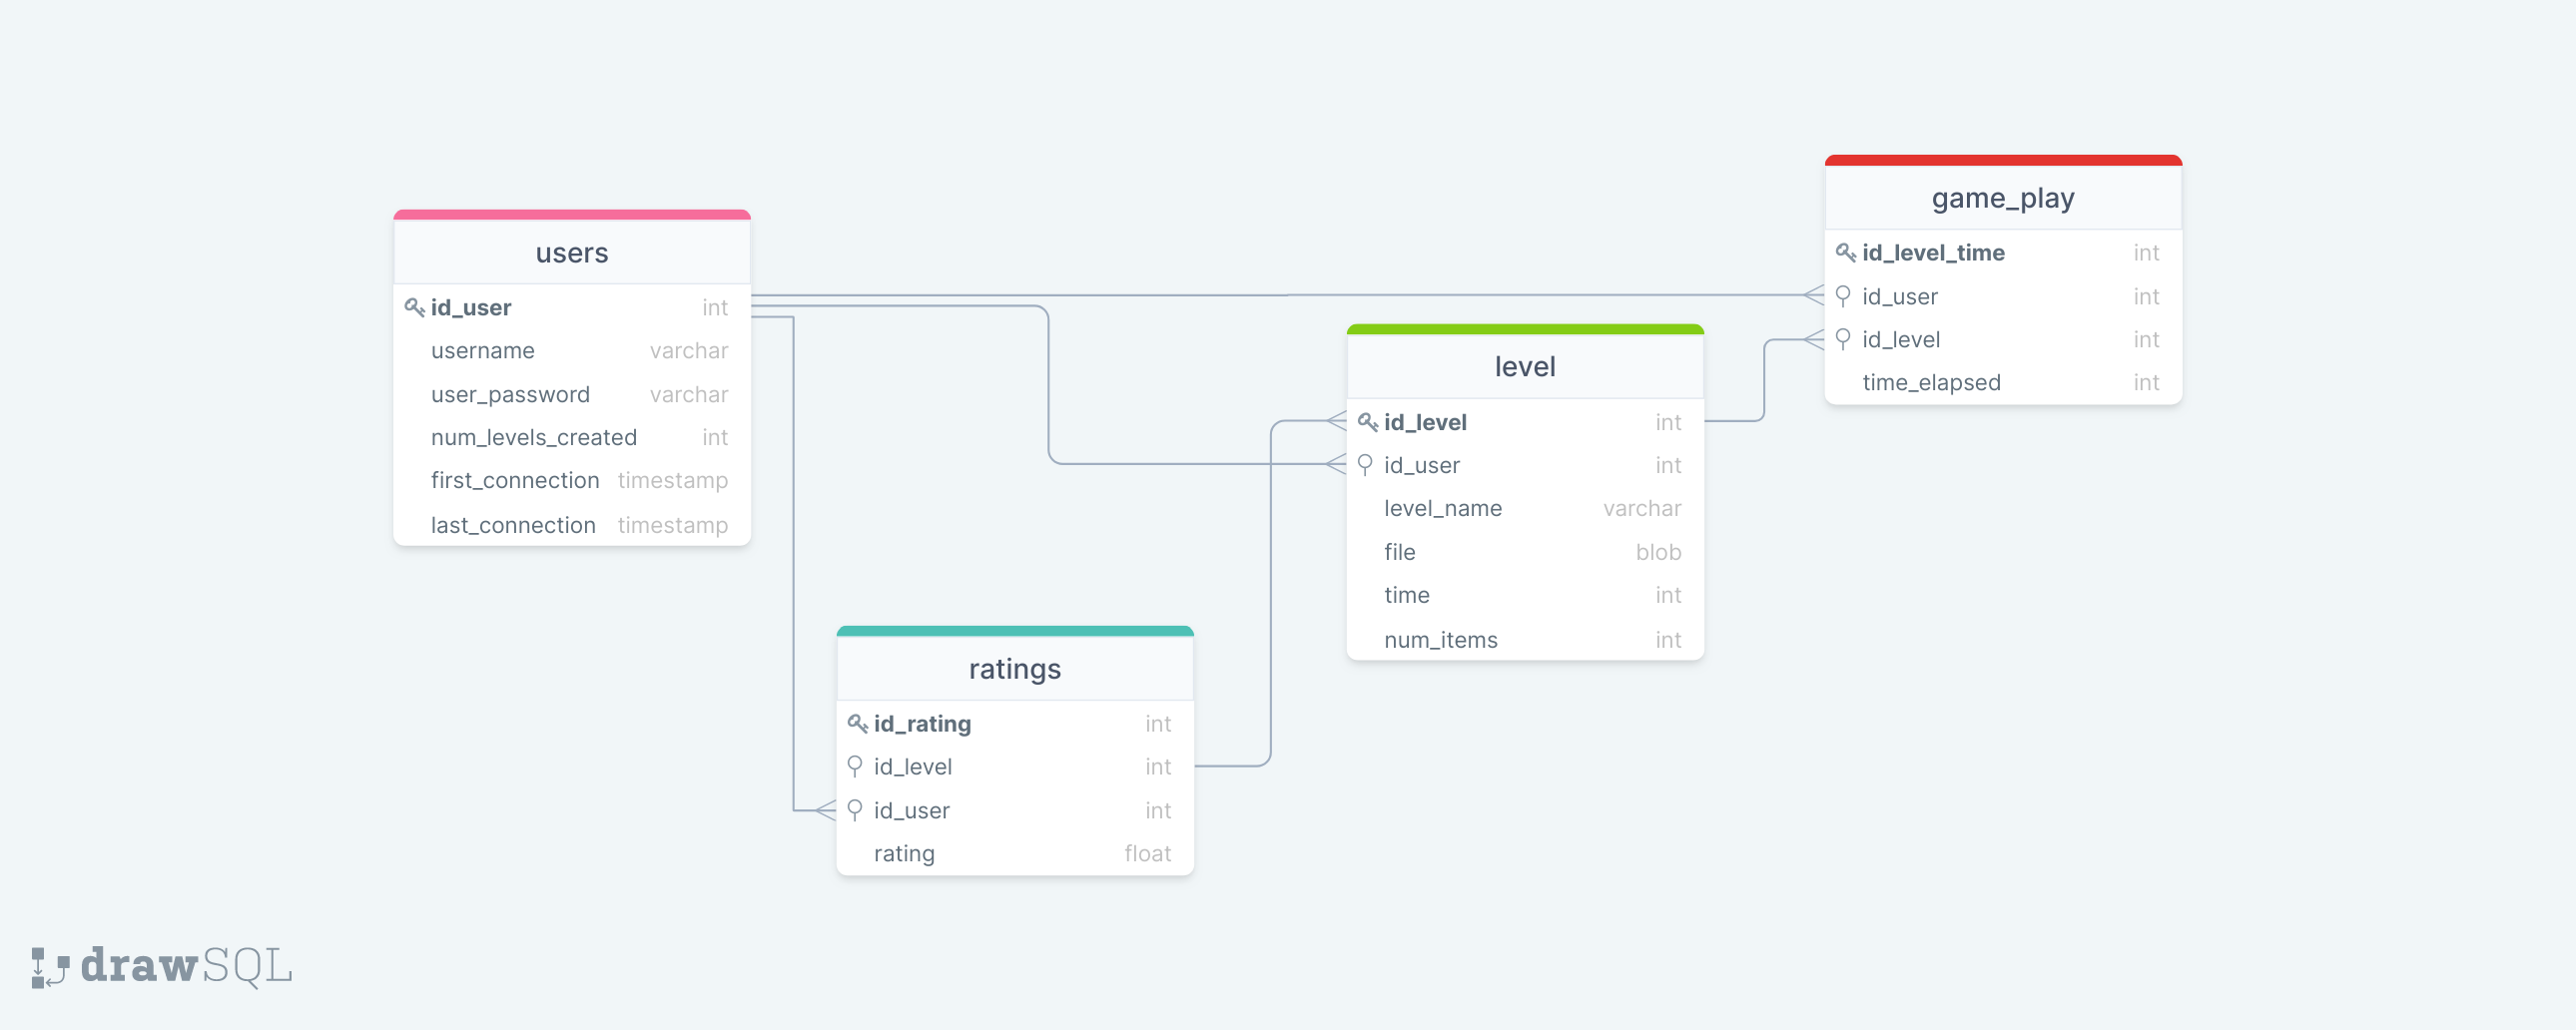 users
id_user int
username varchar
user_password varchar
num_levels_created int
first_connection timestamp
last_connection timestamp
ratings
id_rating int
id_level int
id_user int
rating float
level
id_level int
id_user int
level_name varchar
file blob
time int
num_items int
game_play
id_level_time int
id_user int
id_level int
time_elapsed int
drawSQL